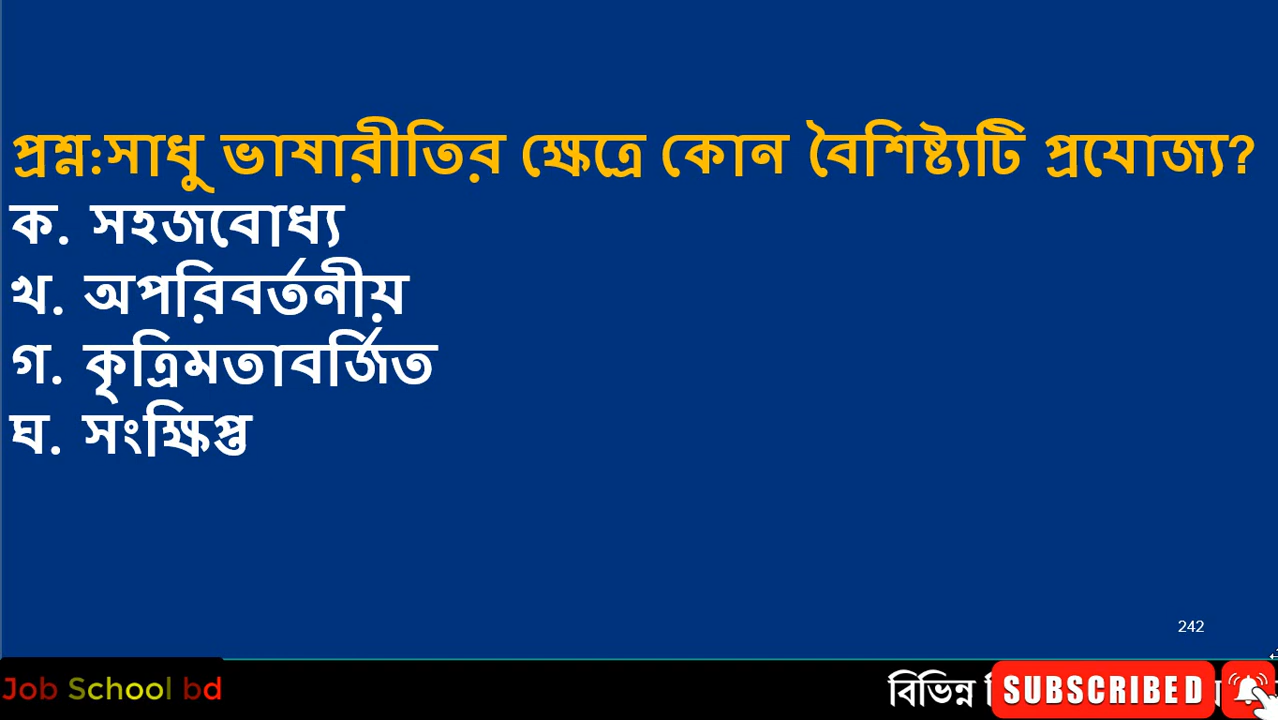 প্রশ্ন:সাধু ভাষারীতির ক্ষেত্রে কোন বৈশিষ্ট্যটি প্রযোজ্য?
ক. সহজবোধ্য
খ. অপরিবর্তনীয়
গ. কৃত্রিমতাবর্জিত
ঘ. সংক্ষিপ্ত
242
Job School bd
বিভিন্ন
SUBSCRIBED